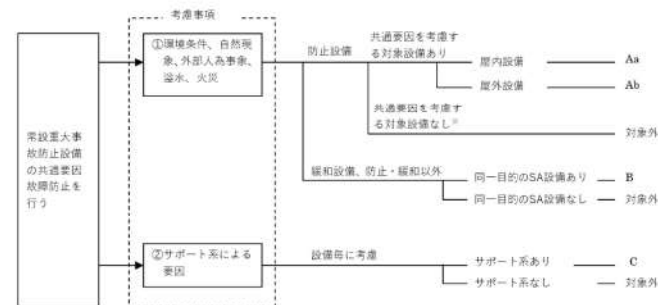 考慮事項
常設重大事
故防止設備
の共通要因
故障防止を
行う
①環境条件、自然現
象、外部人為事象、
溢水、火災
防止設備
共通要因を考慮す
る対象設備あり
屋内設備
Aa
屋外設備
Ab
共通要因を考慮す
る対象設備なし※
対象外
緩和設備、防止・緩和以外
同一目的のSA設備あり
B
同一目的のSA設備なし
対象外
②サポート系による
要因
設備毎に考慮
サポート系あり
C
サポート系なし
対象外